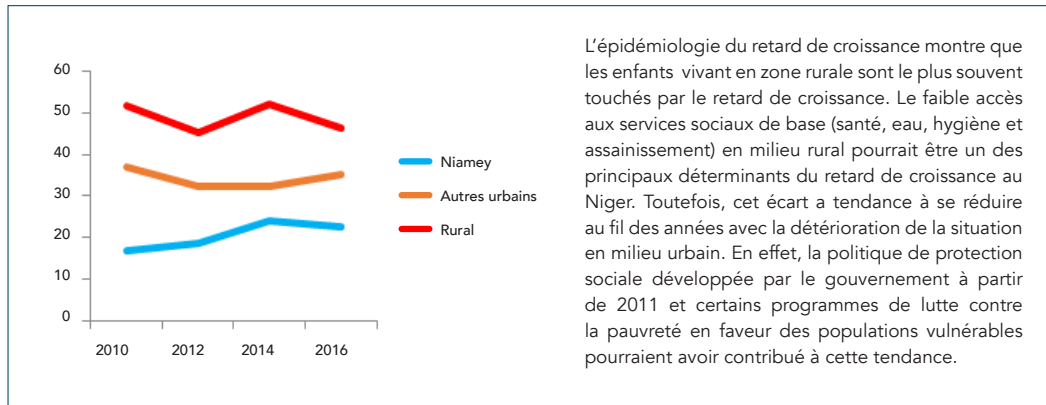 60
50
40
30
20
10
0
2010 2012 2014 2016
Niamey
Autres urbains
Rural
L'épidémiologie du retard de croissance montre que
les enfants vivant en zone rurale sont le plus souvent
touchés par le retard de croissance. Le faible accès
aux services sociaux de base (santé, eau, hygiène et
assainissement) en milieu rural pourrait être un des
principaux déterminants du retard de croissance au
Niger. Toutefois, cet écart a tendance à se réduire
au fil des années avec la détérioration de la situation
en milieu urbain. En effet, la politique de protection
sociale développée par le gouvernement à partir
de 2011 et certains programmes de lutte contre
la pauvreté en faveur des populations vulnérables
pourraient avoir contribué à cette tendance.